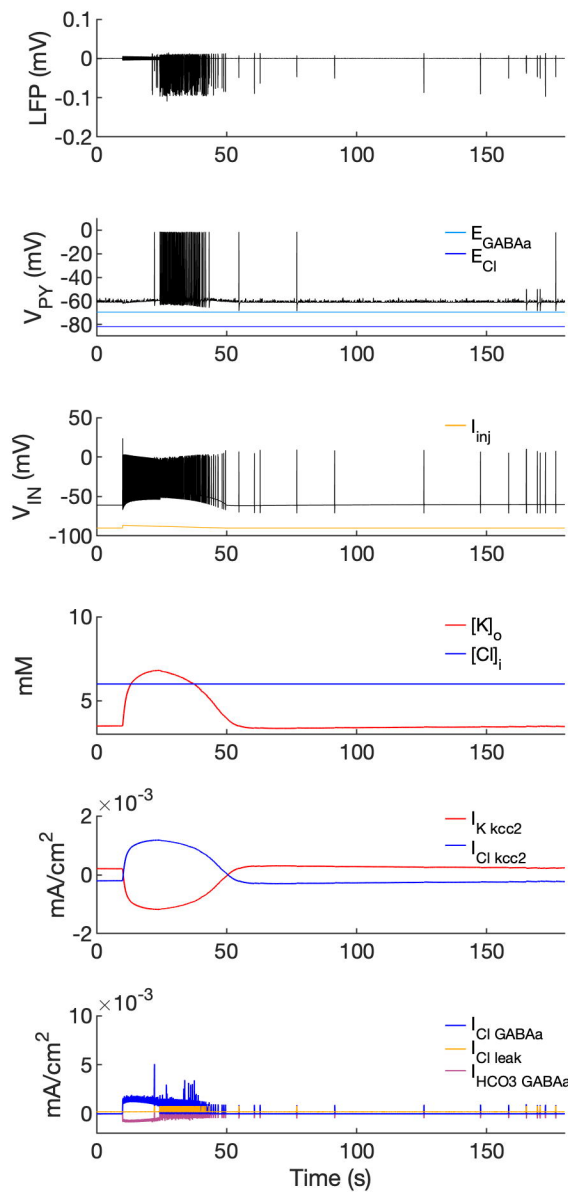 LFP (mV)
0.1
0
-0.1
-0.2
0 50 100 150
V_PY (mV)
0
-20
-40
-60
-80
E_GABAa
E_Cl
0 50 100 150
V_IN (mV)
50
0
-50
-100
I_inj
0 50 100 150
mM
10
5
[K]_o
[Cl]_i
0 50 100 150
mA/cm²
×10⁻³
2
0
-2
I_K kcc2
I_Cl kcc2
0 50 100 150
mA/cm²
×10⁻³
10
5
0
I_Cl GABAa
I_Cl leak
I_HCO3 GABAa
0 50 100 150
Time (s)